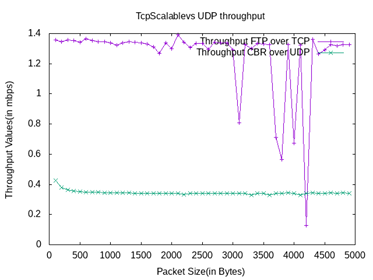 TcpScalablevs UDP throughput
Throughput FTP over TCP
Throughput CBR over UDP
Throughput Values(in mbps)
1.4
1.2
1
0.8
0.6
0.4
0.2
0
0 500 1000 1500 2000 2500 3000 3500 4000 4500 5000
Packet Size(in Bytes)